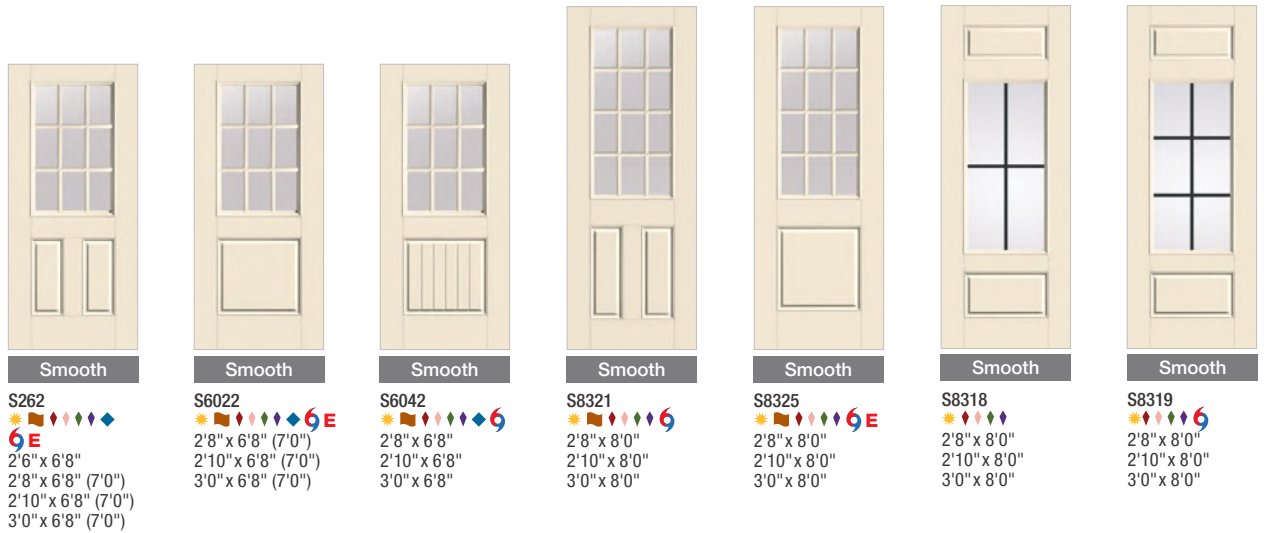 Smooth
S262
E
2'6" x 6'8"
2'8" x 6'8" (7'0")
2'10" x 6'8" (7'0")
3'0" x 6'8" (7'0")
Smooth
S6022
E
2'8" x 6'8" (7'0")
2'10" x 6'8" (7'0")
3'0" x 6'8" (7'0")
Smooth
S6042
2'8" x 6'8"
2'10" x 6'8"
3'0" x 6'8"
Smooth
S8321
2'8" x 8'0"
2'10" x 8'0"
3'0" x 8'0"
Smooth
S8325
E
2'8" x 8'0"
2'10" x 8'0"
3'0" x 8'0"
Smooth
S8318
2'8" x 8'0"
2'10" x 8'0"
3'0" x 8'0"
Smooth
S8319
2'8" x 8'0"
2'10" x 8'0"
3'0" x 8'0"